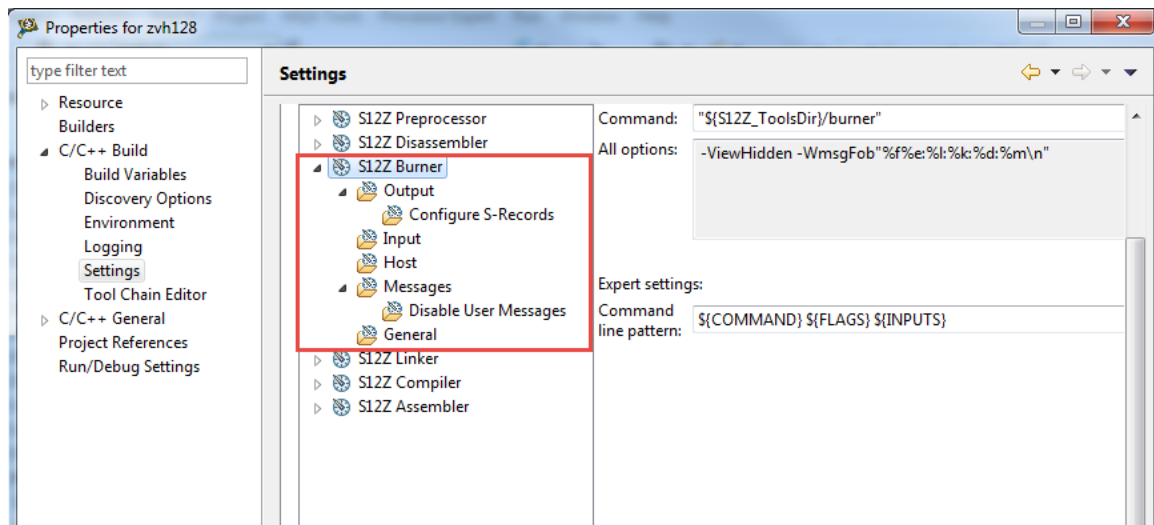 Properties for zvh128
type filter text
Resource
Builders
C/C++ Build
Build Variables
Discovery Options
Environment
Logging
Settings
Tool Chain Editor
C/C++ General
Project References
Run/Debug Settings
Settings
S12Z Preprocessor
S12Z Disassembler
S12Z Burner
Output
Configure S-Records
Input
Host
Messages
Disable User Messages
General
S12Z Linker
S12Z Compiler
S12Z Assembler
Command: "${S12Z_ToolsDir}/burner"
All options: -ViewHidden -WmsgFob"%f%e:%l:%k:%d:%m\n"
Expert settings:
Command
line pattern: ${COMMAND} ${FLAGS} ${INPUTS}